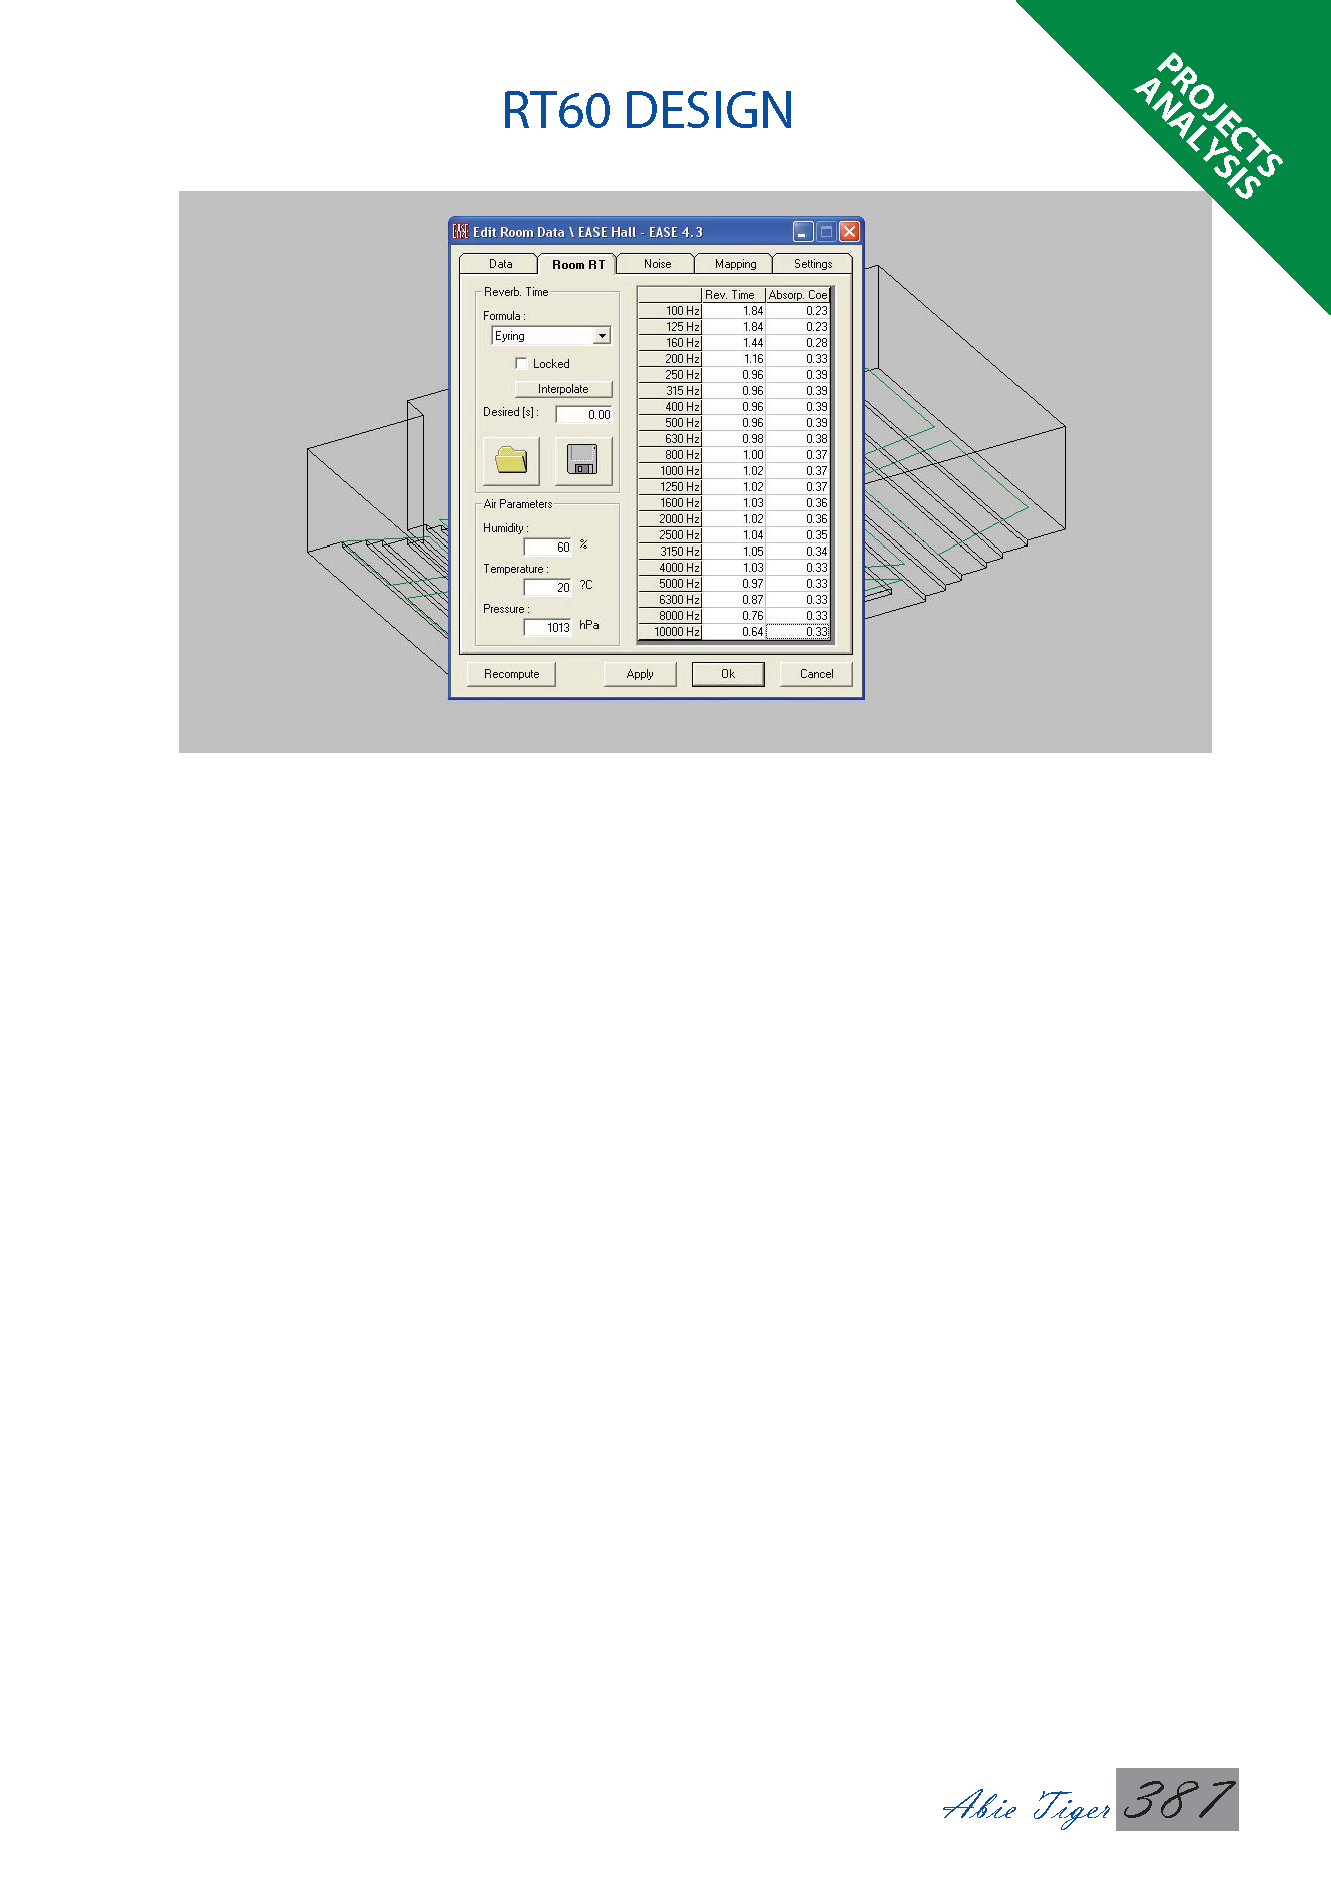 PROJECTS
ANALYSIS
RT60 DESIGN
EASE
Edit Room Data \ EASE Hall - EASE 4.3
Data Room RT Noise Mapping Settings
Reverb. Time
Formula :
Eyring
Locked
Interpolate
Desired [s] : 0.00
Air Parameters
Humidity :
60 %
Temperature :
20 ?C
Pressure :
1013 hPa
Rev. Time Absorp. Coe
100 Hz 1.84 0.23
125 Hz 1.84 0.23
160 Hz 1.44 0.28
200 Hz 1.16 0.33
250 Hz 0.96 0.39
315 Hz 0.96 0.39
400 Hz 0.96 0.39
500 Hz 0.96 0.39
630 Hz 0.98 0.38
800 Hz 1.00 0.37
1000 Hz 1.02 0.37
1250 Hz 1.02 0.37
1600 Hz 1.03 0.36
2000 Hz 1.02 0.36
2500 Hz 1.04 0.35
3150 Hz 1.05 0.34
4000 Hz 1.03 0.33
5000 Hz 0.97 0.33
6300 Hz 0.87 0.33
8000 Hz 0.76 0.33
10000 Hz 0.64 0.33
Recompute Apply Ok Cancel
Abie Tiger 387